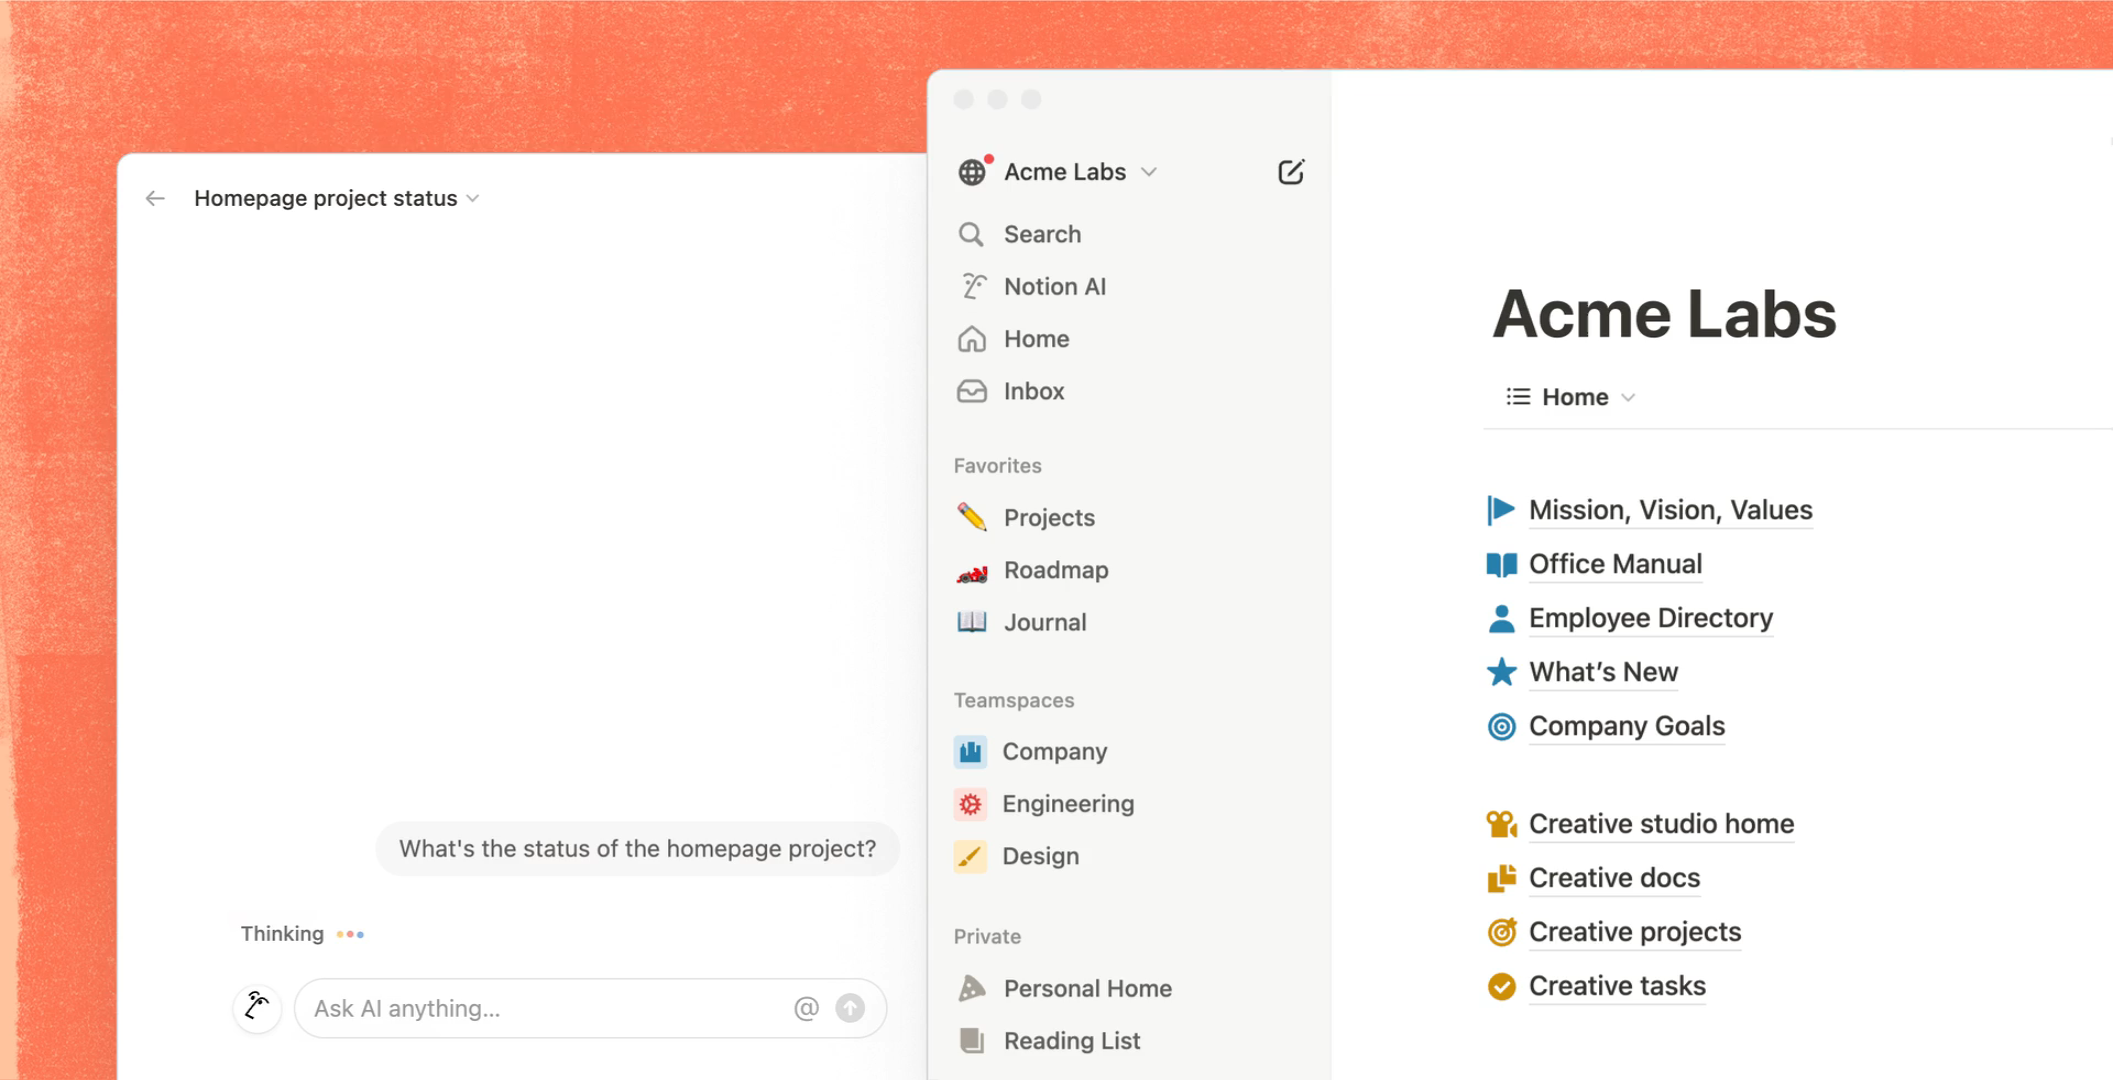 Homepage project status
What's the status of the homepage project?
Thinking
Ask AI anything...
@
Acme Labs
Search
Notion AI
Home
Inbox
Favorites
Projects
Roadmap
Journal
Teamspaces
Company
Engineering
Design
Private
Personal Home
Reading List
Acme Labs
Home
Mission, Vision, Values
Office Manual
Employee Directory
What’s New
Company Goals
Creative studio home
Creative docs
Creative projects
Creative tasks